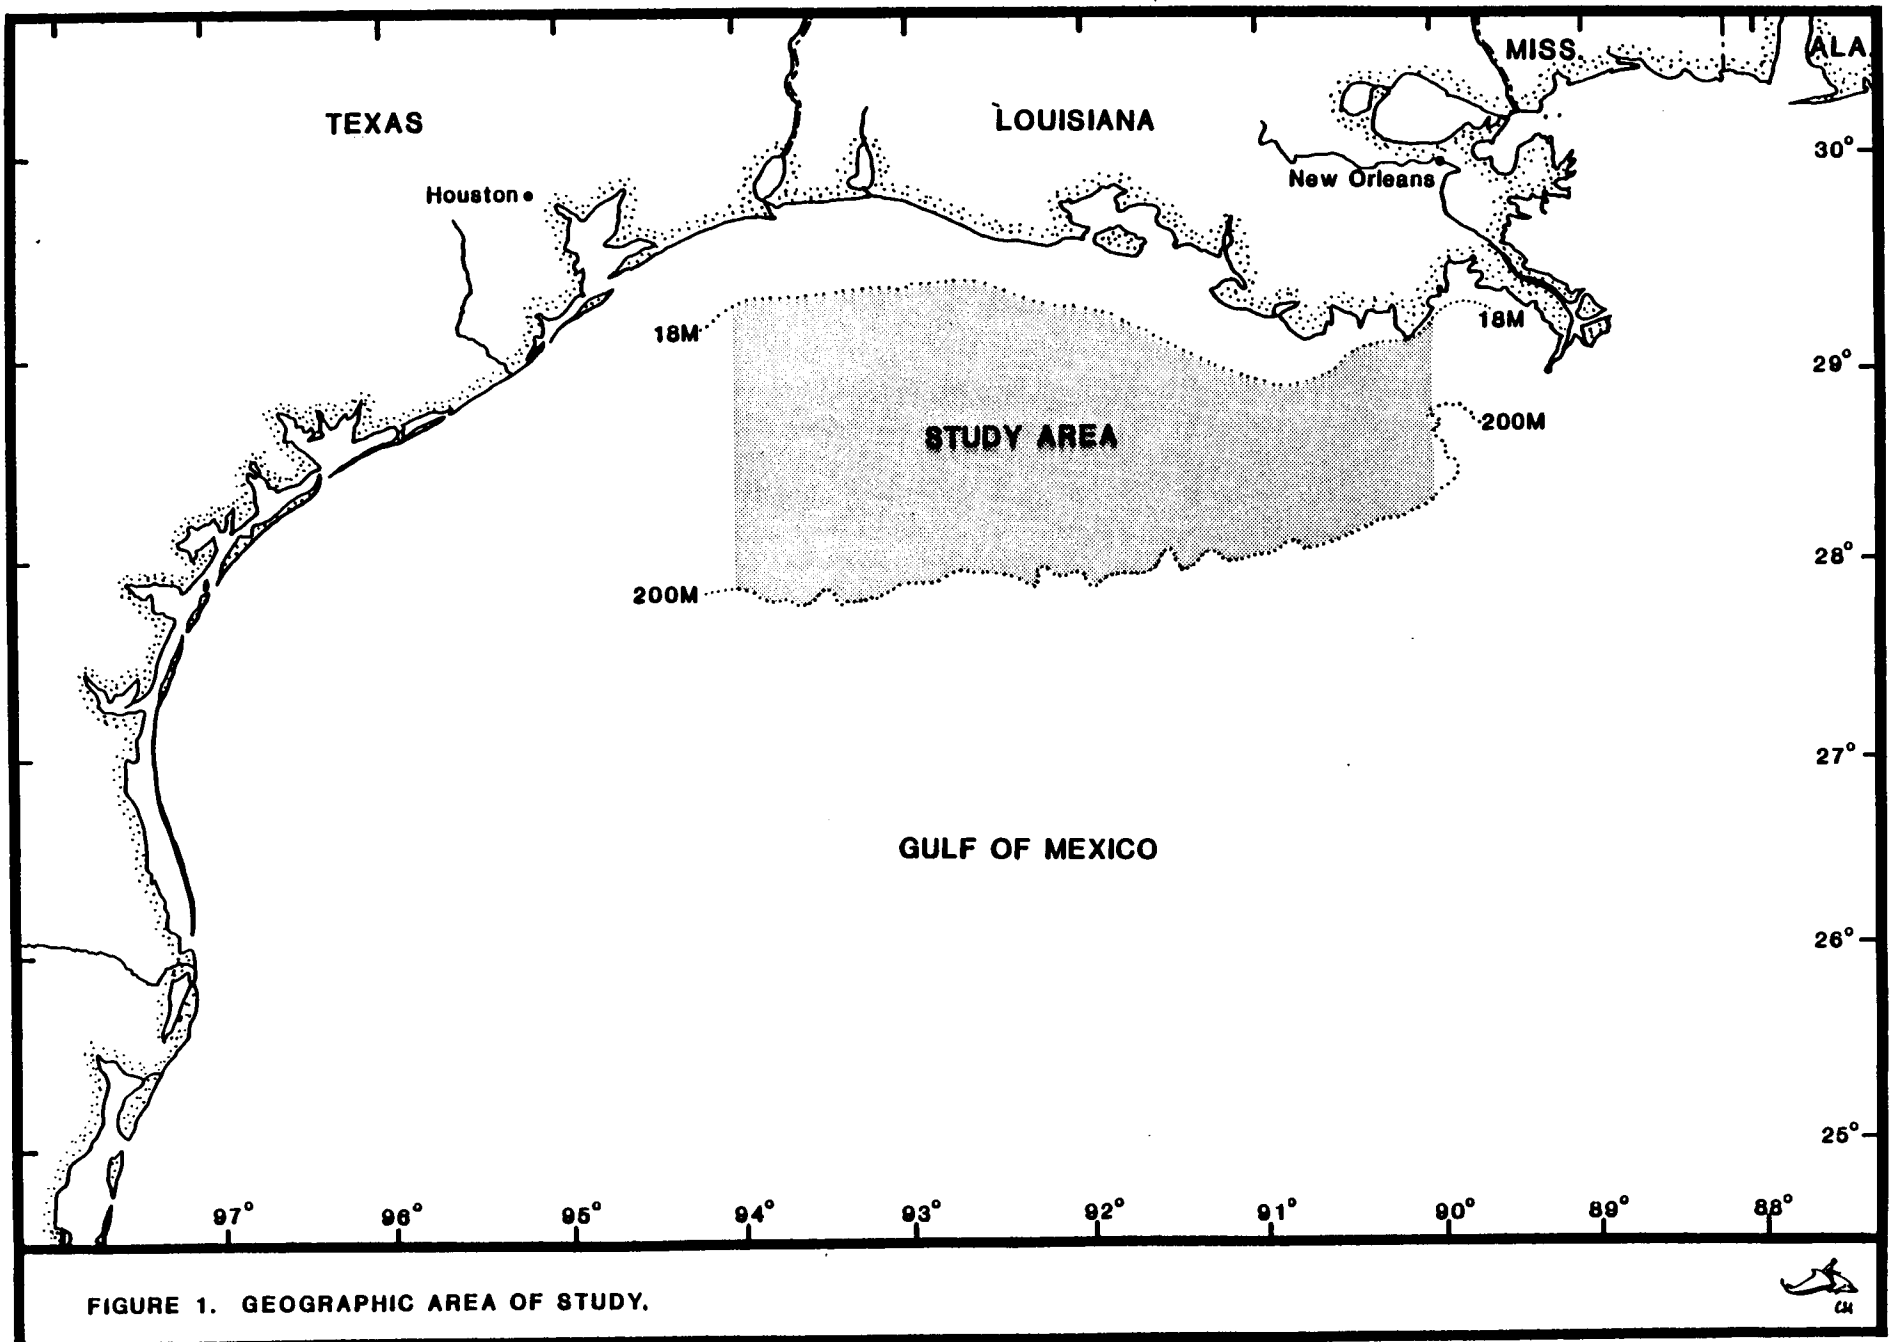 MISS.
ALA.
TEXAS
LOUISIANA
30°
Houston
New Orleans
18M
18M
29°
STUDY AREA
200M
28°
200M
27°
GULF OF MEXICO
26°
25°
97°
96°
95°
94°
93°
92°
91°
90°
89°
88°
FIGURE 1. GEOGRAPHIC AREA OF STUDY.